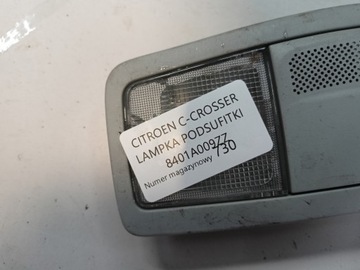 CITROEN C-CROSSER
LAMPKA PODSUFITKI
8401A00977
Numer magazynowy 730